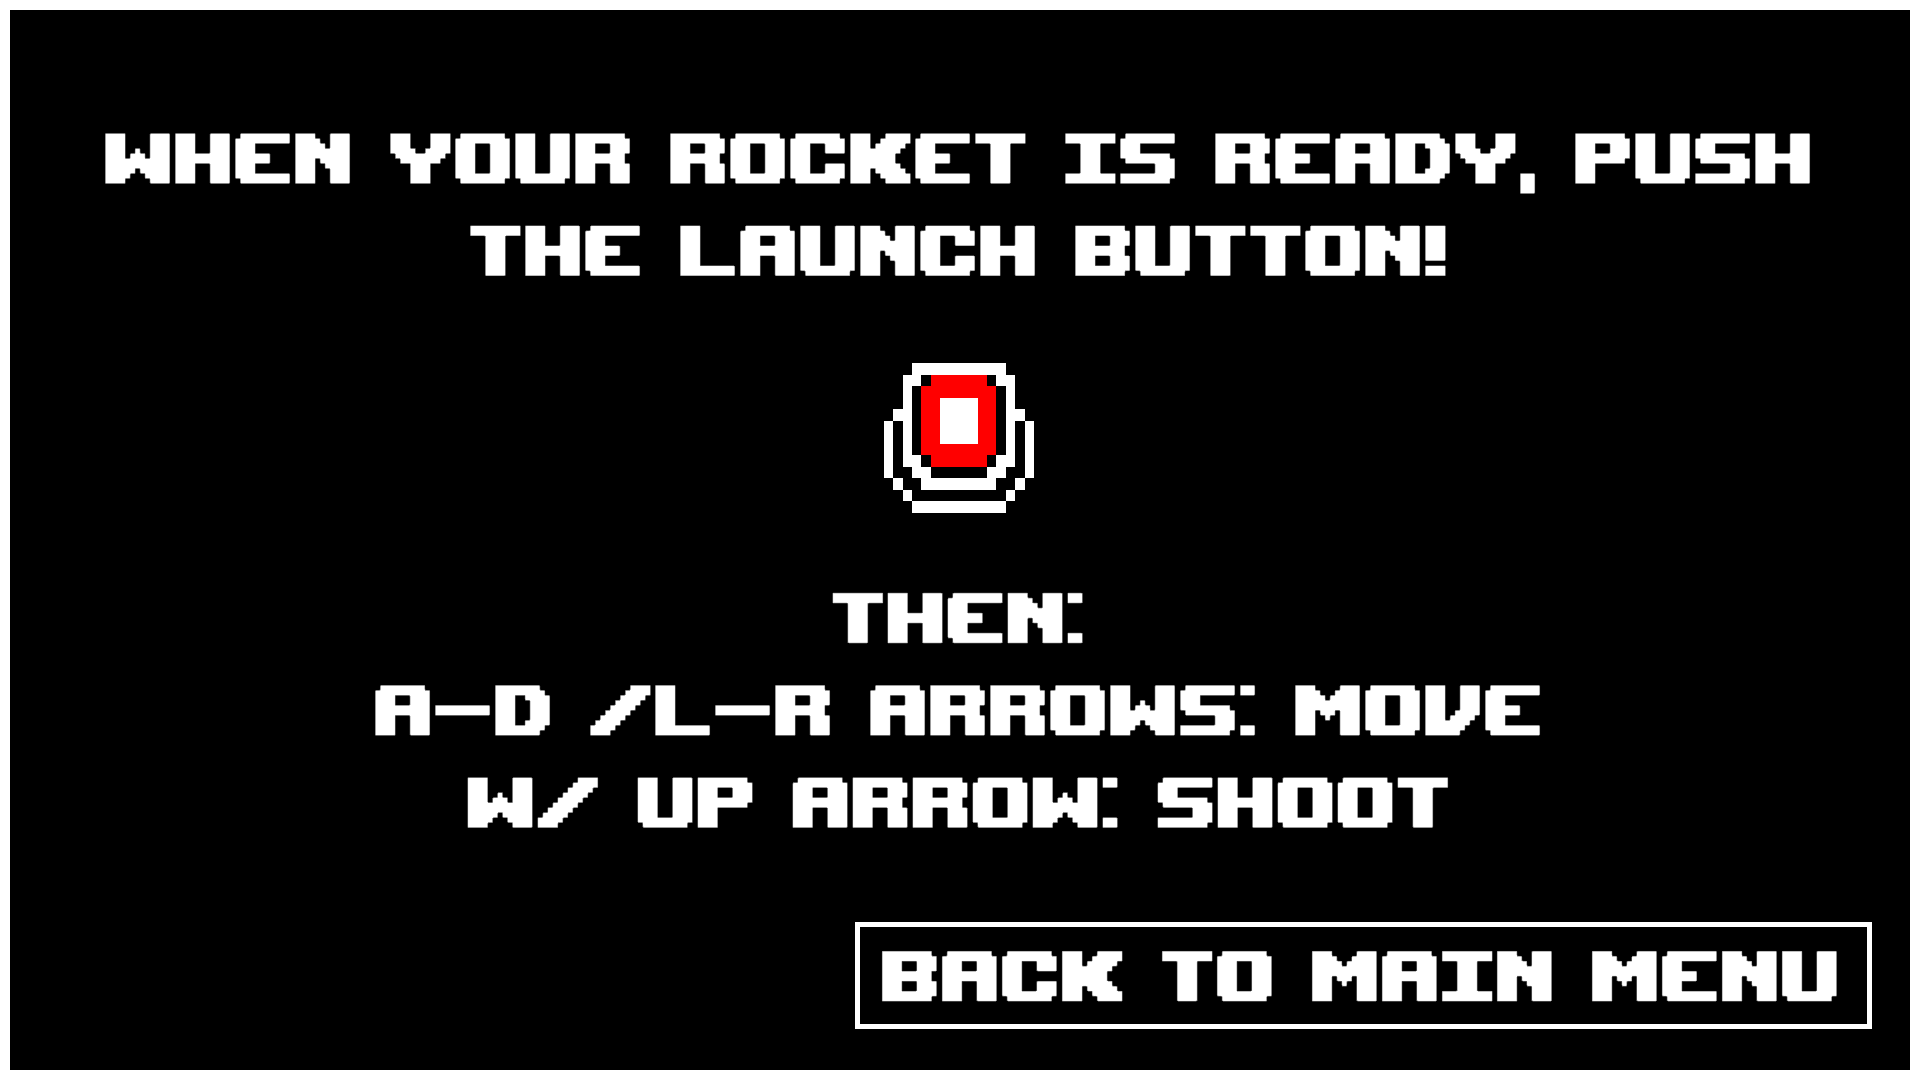 WHEN YOUR ROCKET IS READY, PUSH
THE LAUNCH BUTTON!
THEN:
A-D /L-R ARROWS: MOVE
W/ UP ARROW: SHOOT
BACK TO MAIN MENU